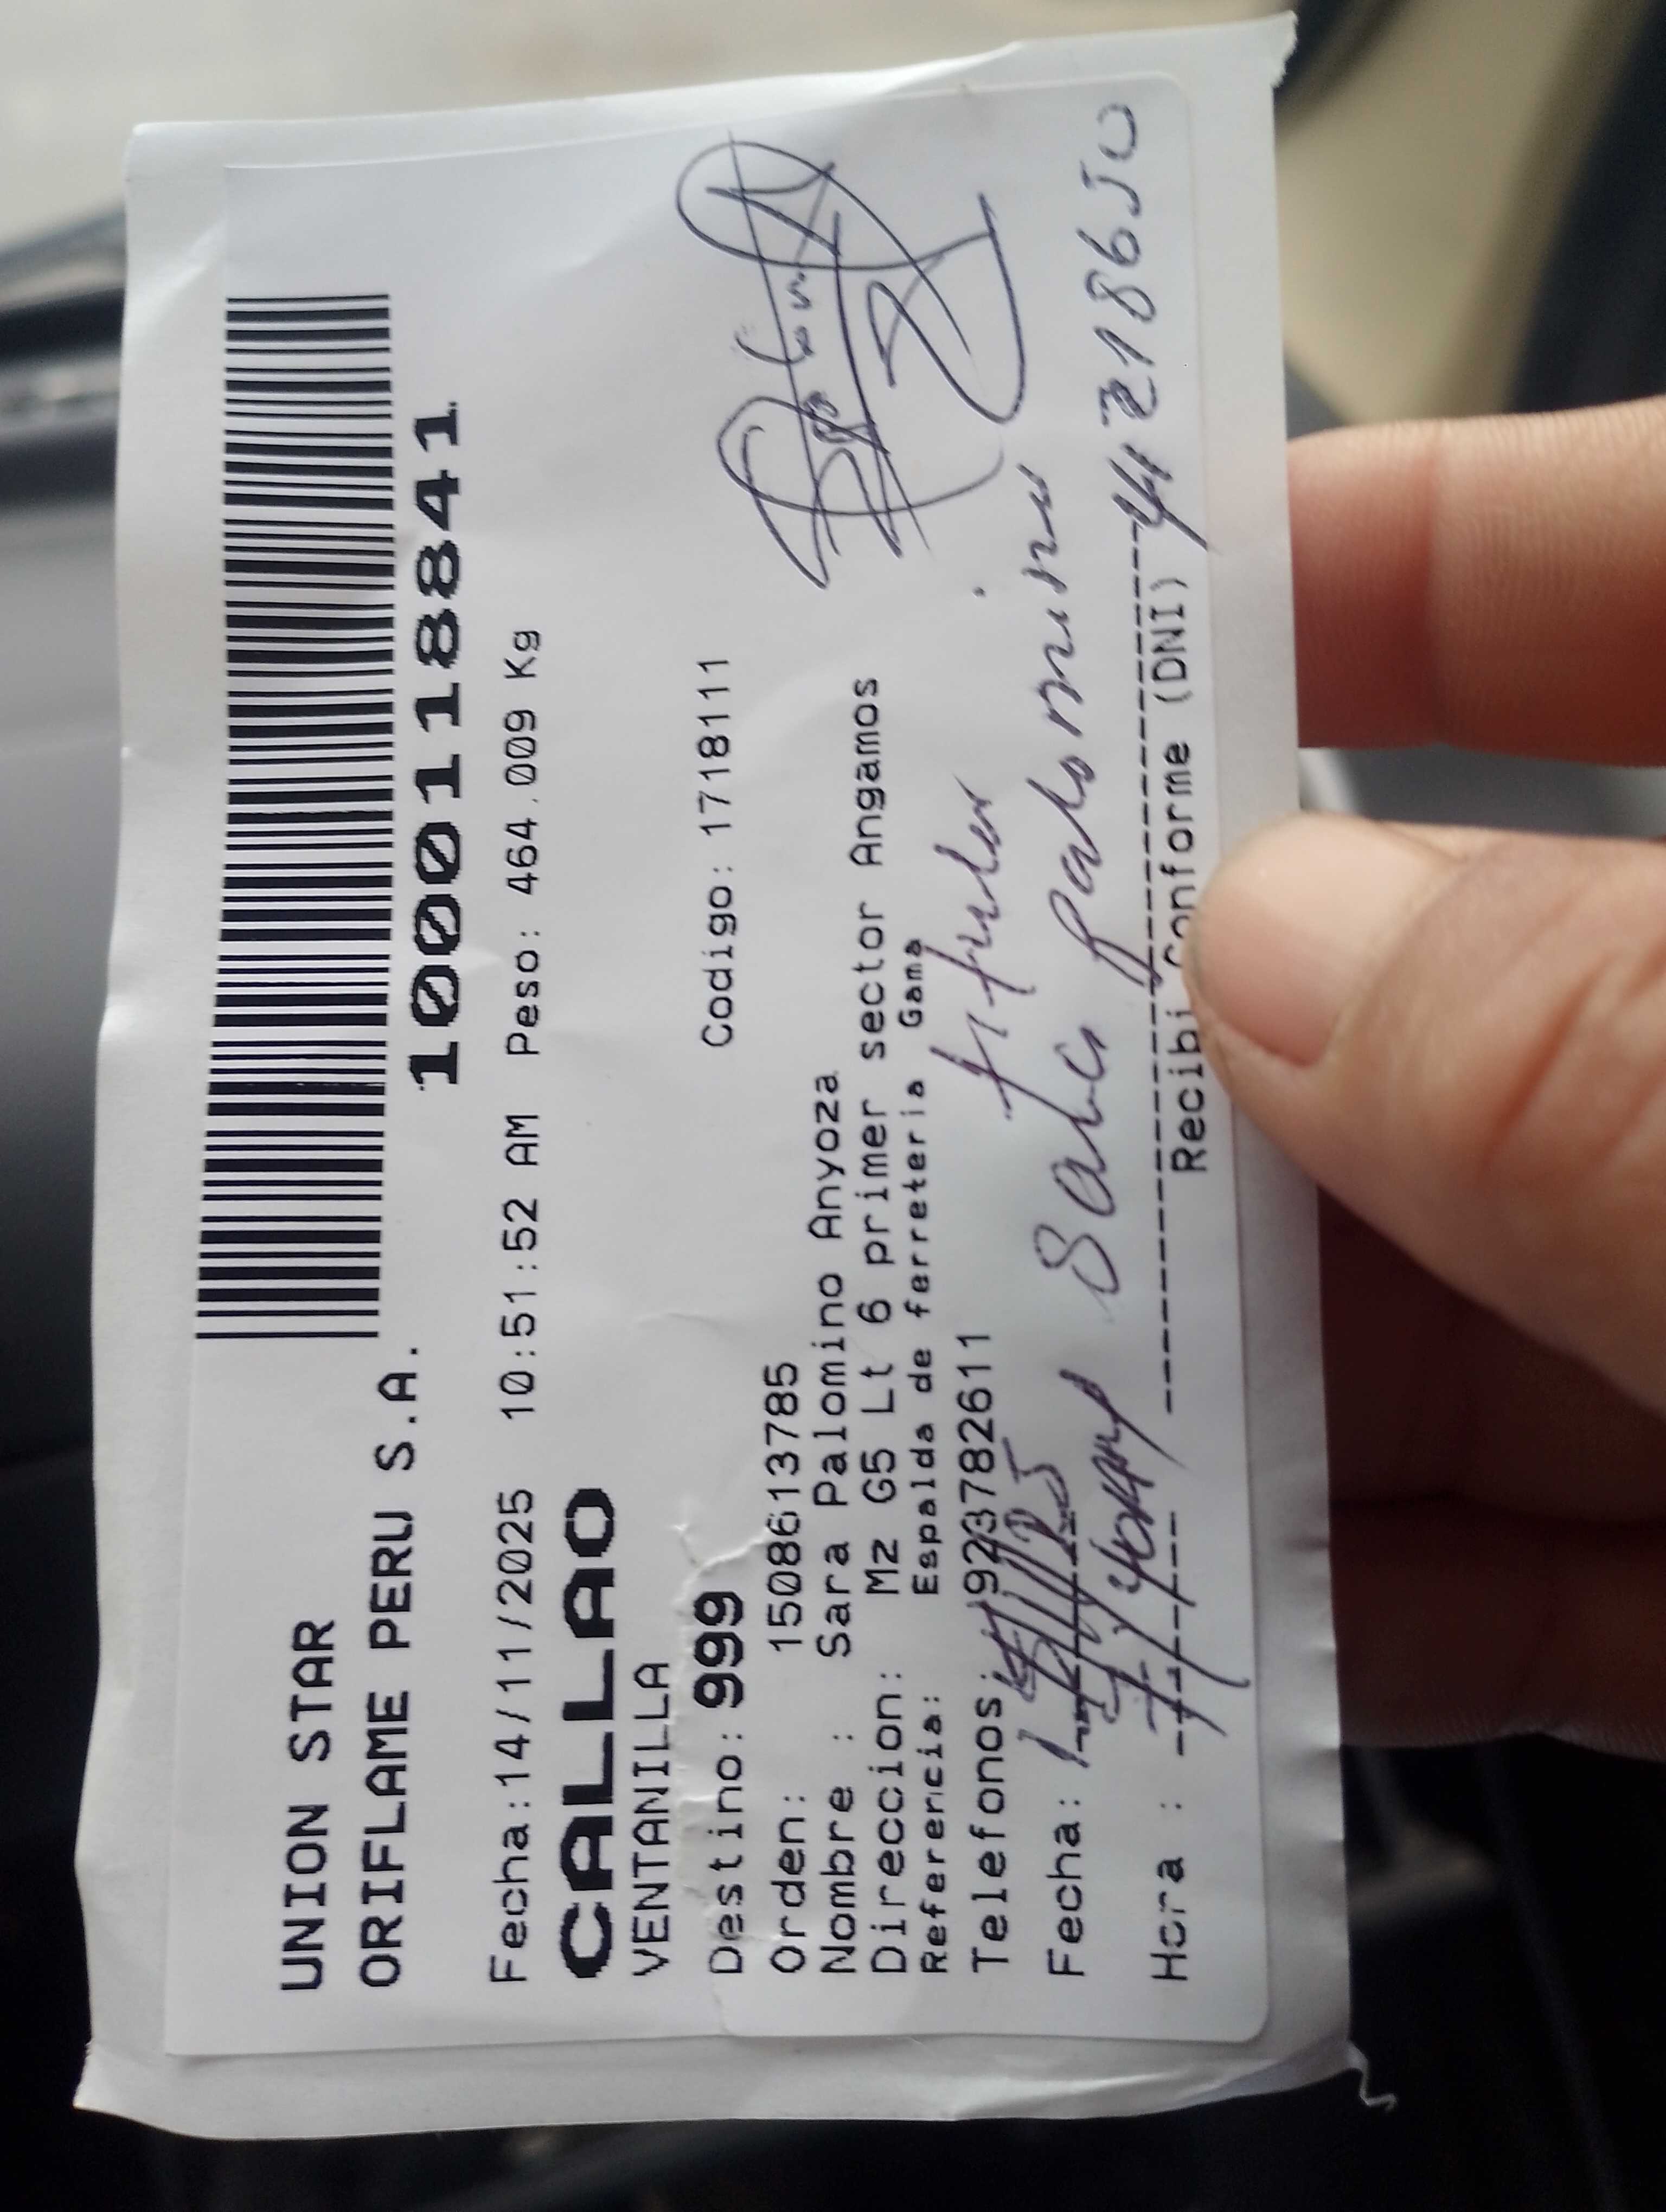 UNION STAR
ORIFLAME PERU S.A.
1000118841
Fecha:14/11/2025 10:51:52 AM Peso: 464.009 Kg
CALLAO
VENTANILLA
Destino: 999 Codigo: 1718111
Orden: 15086613785
Nombre : Sara Palomino Anyoza
Direccion: Mz G5 Lt 6 primer sector Angamos
Referencia: Espalda de ferreteria Gama
Telefonos: 923782611
titular
Fecha:
Sara palomino
Hora :
Recibi Conforme (DNI)